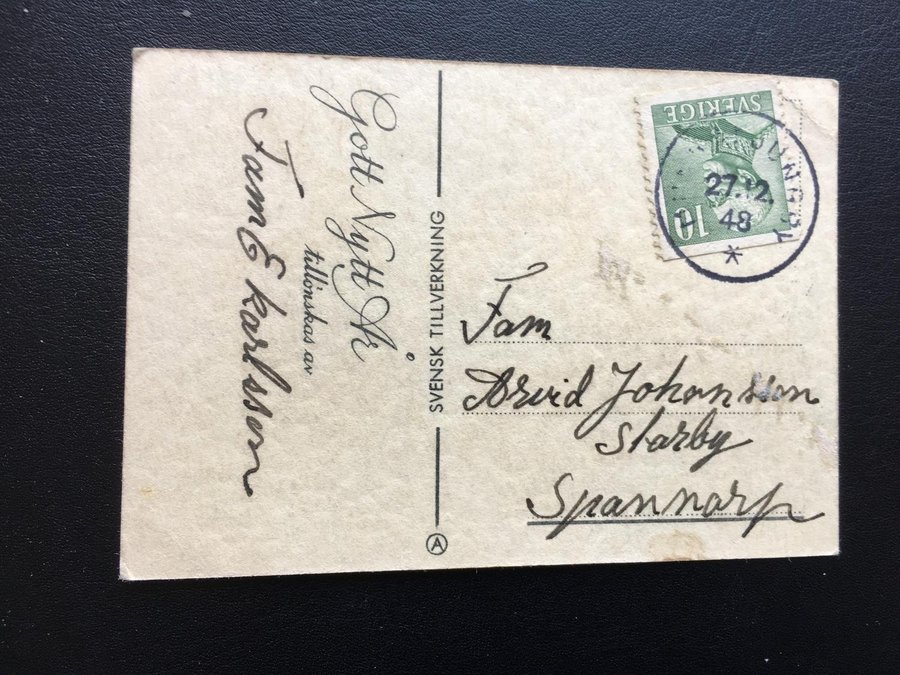 Gott Nytt År
tillönskas av
Fam E Karlsson
SVENSK TILLVERKNING
A
SVERIGE
10
27.12.
48
*
Fam
Arvid Johansson
Starby
Spannarp